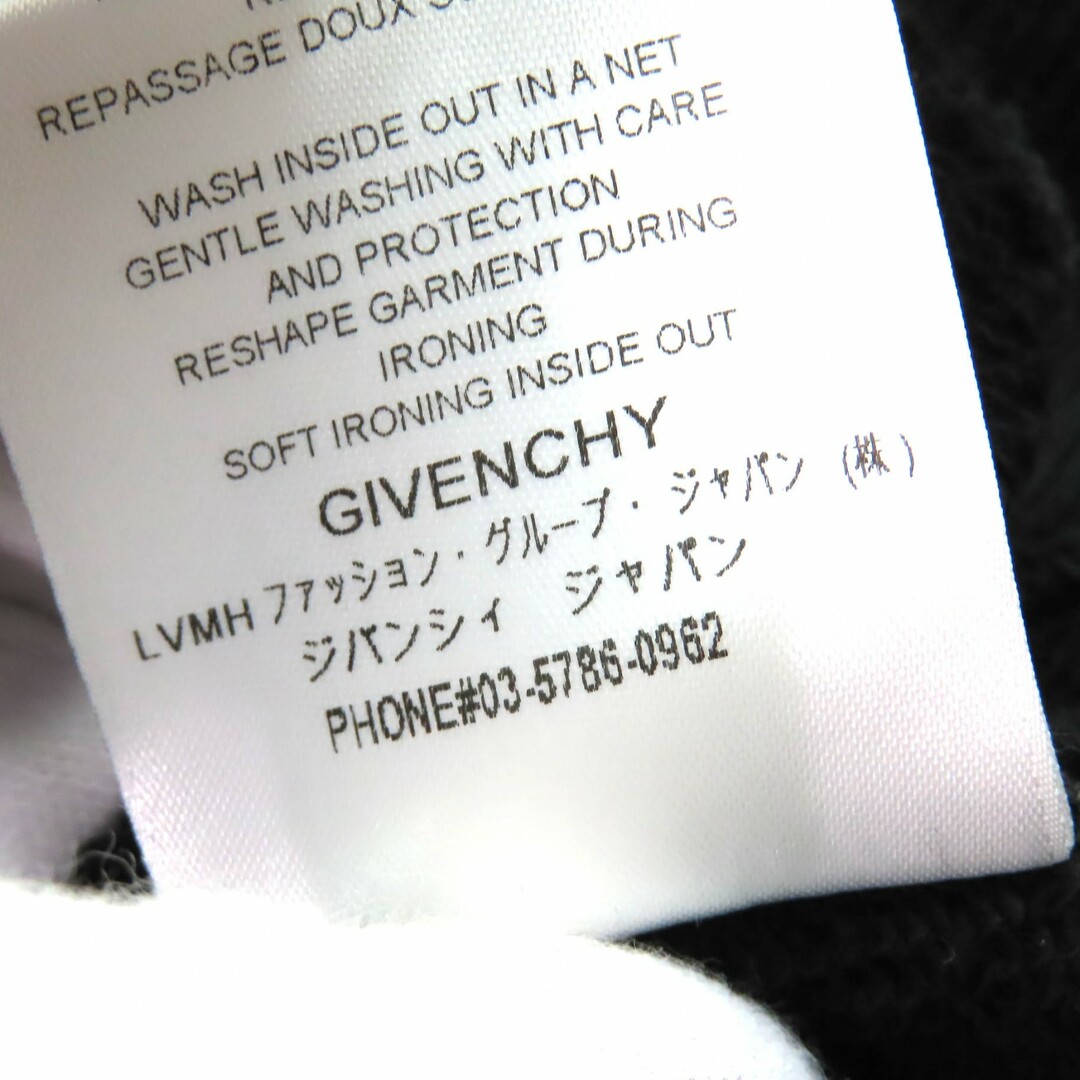 REPASSAGE DOUX
WASH INSIDE OUT IN A NET
GENTLE WASHING WITH CARE
AND PROTECTION
RESHAPE GARMENT DURING
IRONING
SOFT IRONING INSIDE OUT
GIVENCHY
LVMH ファッション・グループ・ジャパン (株)
ジバンシィ ジャパン
PHONE#03-5786-0962